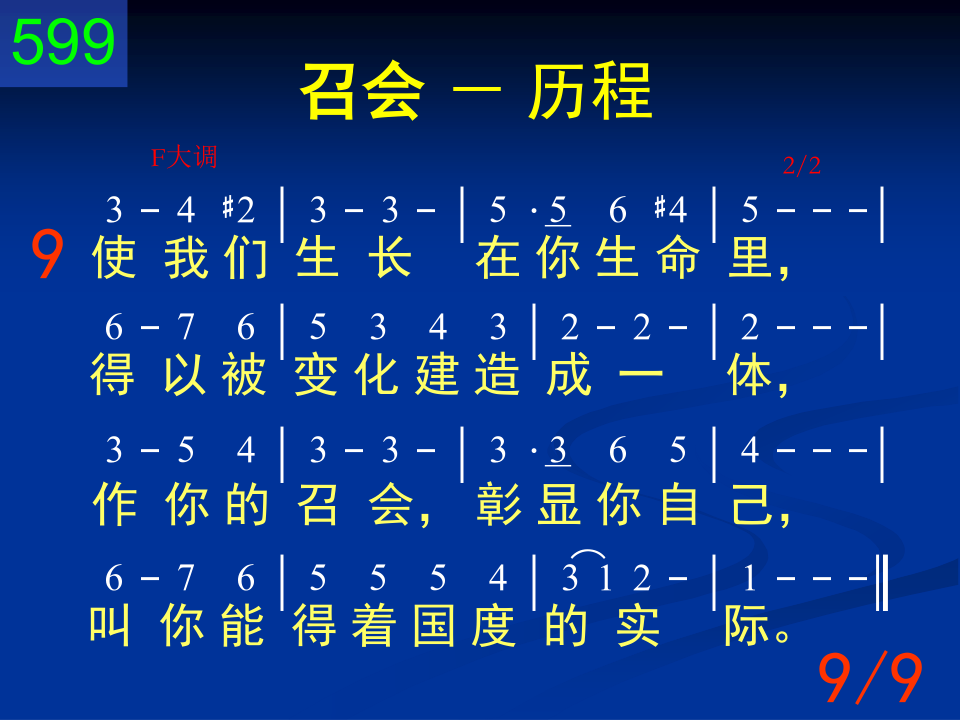 599
召会 － 历程
F大调 2/2
3 － 4 #2 | 3 － 3 － | 5 · 5 6 #4 | 5 － － － |
9 使 我 们 生 长 在 你 生 命 里，
6 － 7 6 | 5 3 4 3 | 2 － 2 － | 2 － － － |
得 以 被 变 化 建 造 成 一 体，
3 － 5 4 | 3 － 3 － | 3 · 3 6 5 | 4 － － － |
作 你 的 召 会， 彰 显 你 自 己，
6 － 7 6 | 5 5 5 4 | 3 1 2 － | 1 － － － ‖
叫 你 能 得 着 国 度 的 实 际。
9/9